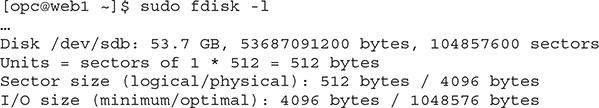 [opc@web1 ~]$ sudo fdisk -l
…
Disk /dev/sdb: 53.7 GB, 53687091200 bytes, 104857600 sectors
Units = sectors of 1 * 512 = 512 bytes
Sector size (logical/physical): 512 bytes / 4096 bytes
I/O size (minimum/optimal): 4096 bytes / 1048576 bytes